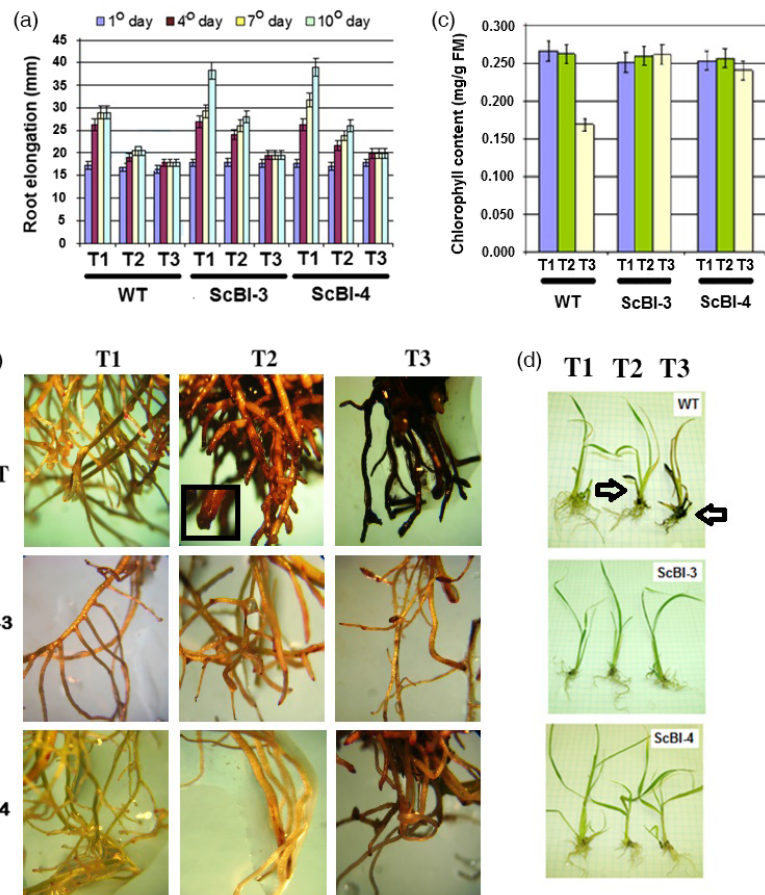 (a)
1° day 4° day 7° day 10° day
Root elongation (mm)
45
40
35
30
25
20
15
10
5
0
T1 T2 T3 T1 T2 T3 T1 T2 T3
WT ScBI-3 ScBI-4
(c)
Chlorophyll content (mg/g FM)
0.300
0.250
0.200
0.150
0.100
0.050
0.000
T1 T2 T3 T1 T2 T3 T1 T2 T3
WT ScBI-3 ScBI-4
)
T1 T2 T3
T
-3
4
(d)
T1 T2 T3
WT
ScBI-3
ScBI-4